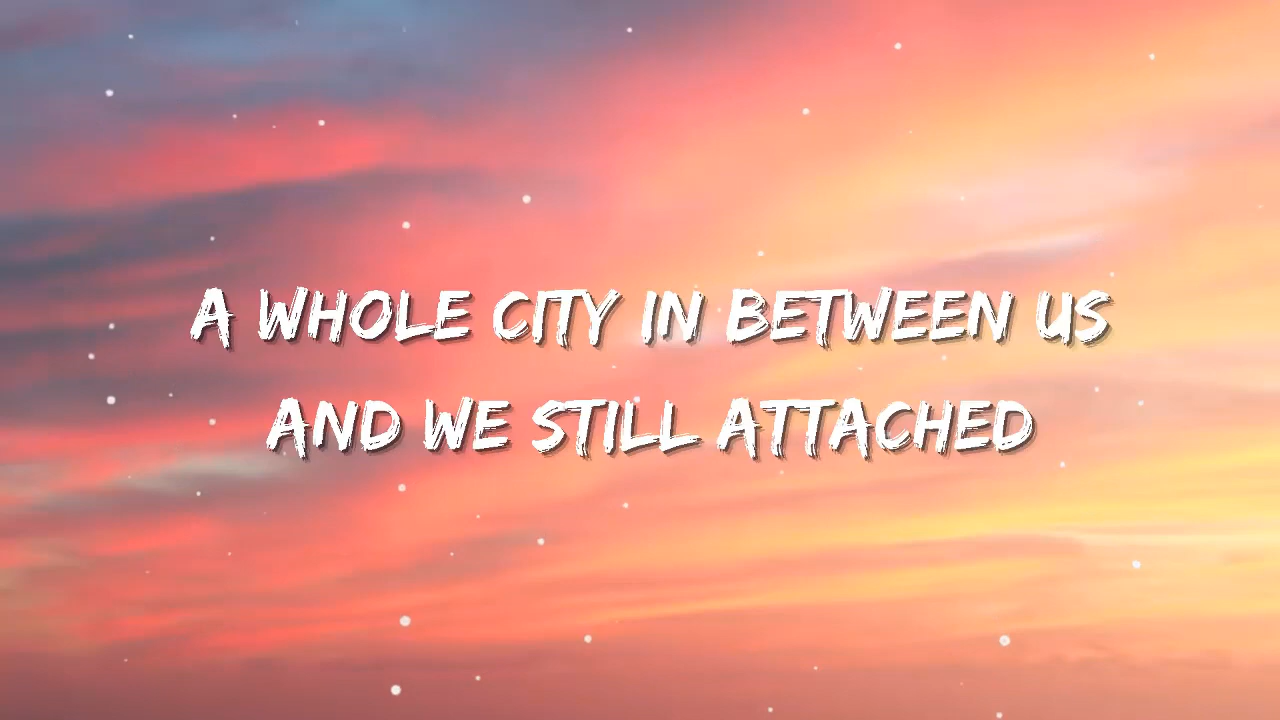 A WHOLE CITY IN BETWEEN US
AND WE STILL ATTACHED